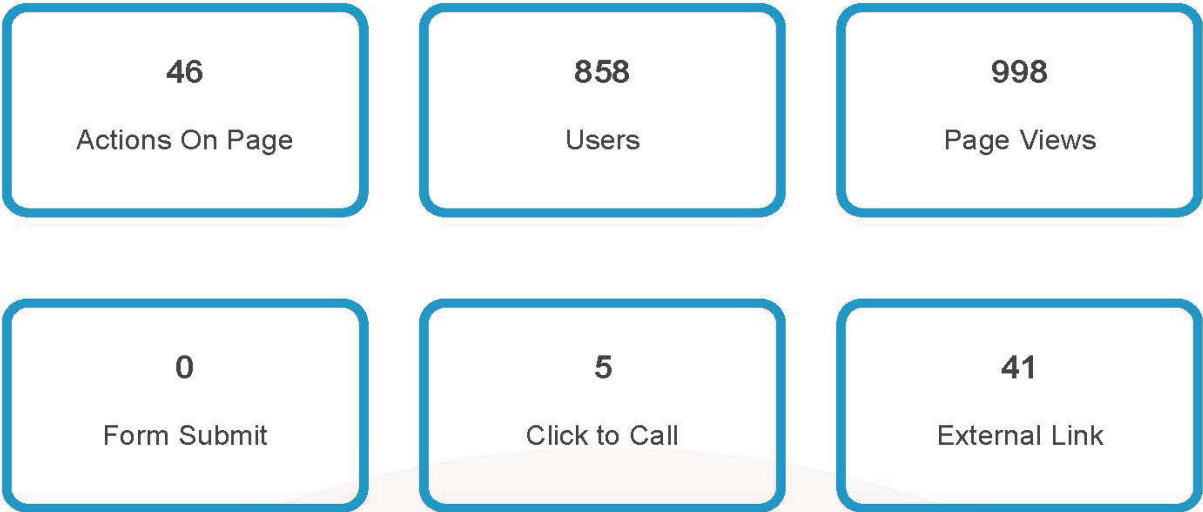 46
Actions On Page
858
Users
998
Page Views
0
Form Submit
5
Click to Call
41
External Link